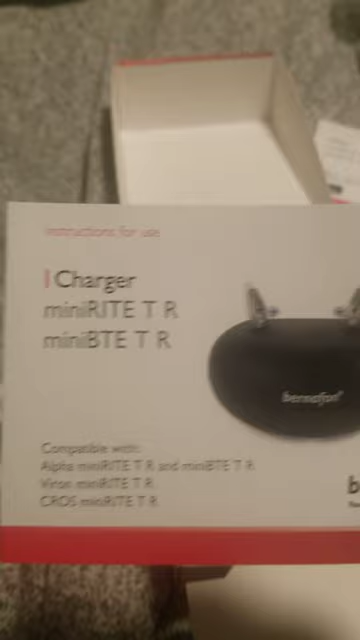 Instructions for use
Charger
miniRITE T R
miniBTE T R
bernafon
Compatible with:
Alpha miniRITE T R and miniBTE T R
Viron miniRITE T R
CROS miniRITE T R